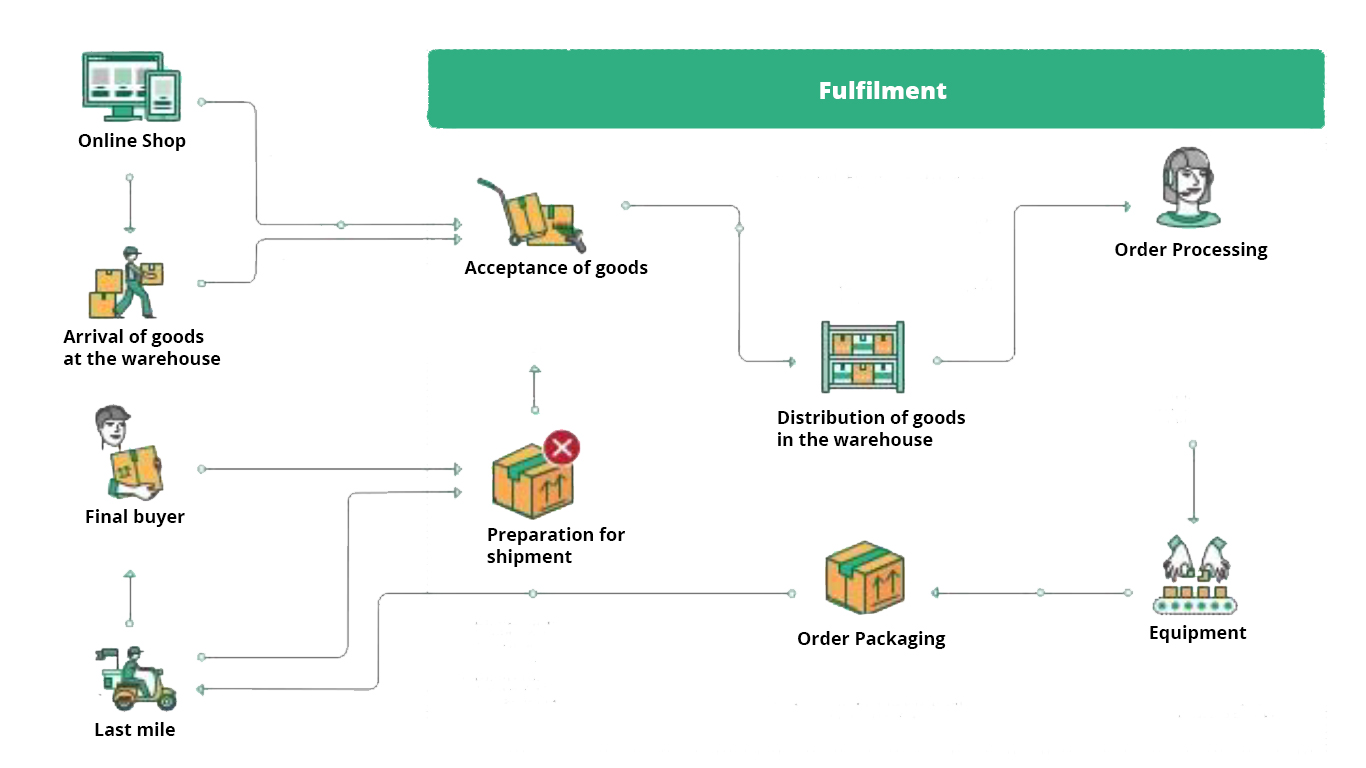 Fulfilment
Online Shop
Order Processing
Acceptance of goods
Arrival of goods
at the warehouse
Distribution of goods
in the warehouse
Final buyer
Preparation for
shipment
Order Packaging
Equipment
Last mile